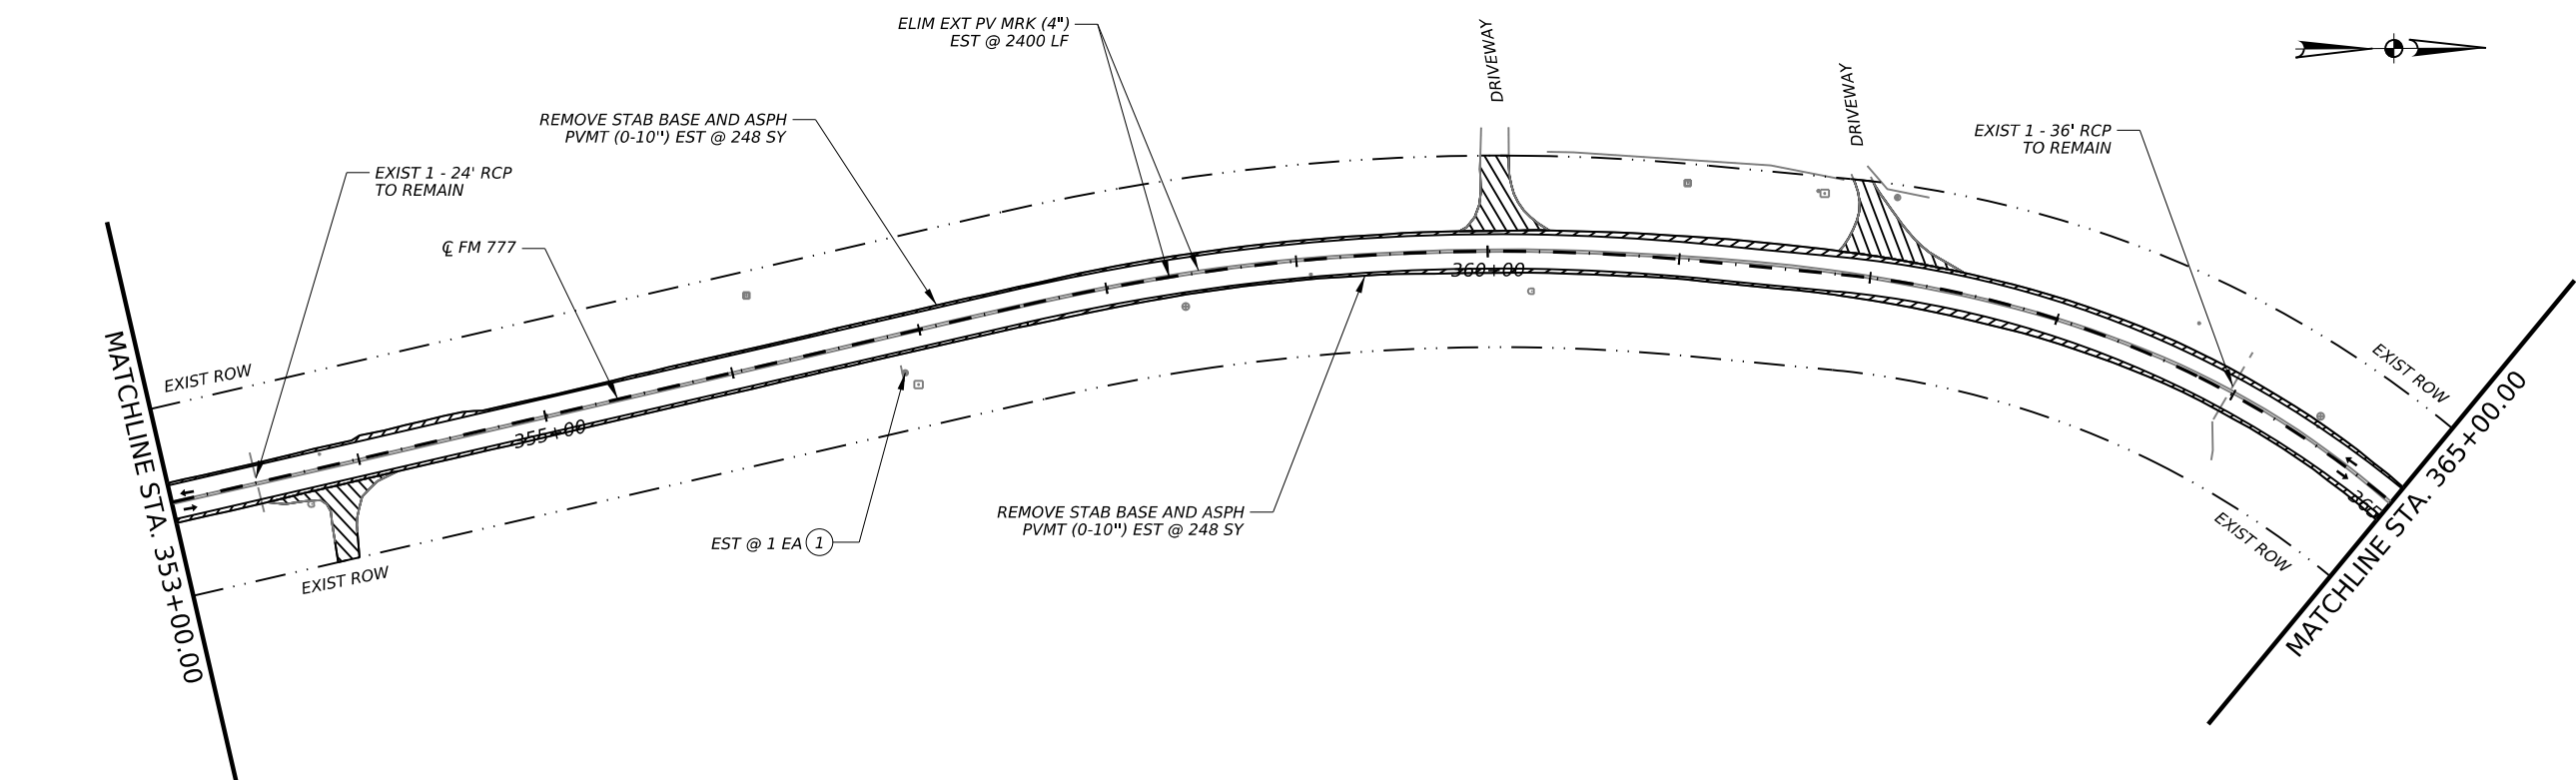 ELIM EXT PV MRK (4")
EST @ 2400 LF
DRIVEWAY
DRIVEWAY
REMOVE STAB BASE AND ASPH
PVMT (0-10") EST @ 248 SY
EXIST 1 - 36' RCP
TO REMAIN
EXIST 1 - 24' RCP
TO REMAIN
℄ FM 777
360+00
EXIST ROW
EXIST ROW
355+00
MATCHLINE STA. 353+00.00
MATCHLINE STA. 365+00.00
365
REMOVE STAB BASE AND ASPH
PVMT (0-10") EST @ 248 SY
EST @ 1 EA 1
EXIST ROW
EXIST ROW